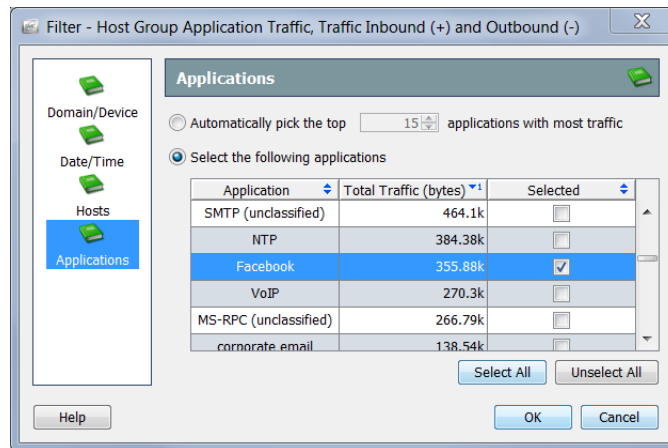 Filter - Host Group Application Traffic, Traffic Inbound (+) and Outbound (-)
Domain/Device
Date/Time
Hosts
Applications
Applications
Automatically pick the top 15 applications with most traffic
Select the following applications
Application Total Traffic (bytes) 1 Selected
SMTP (unclassified) 464.1k
NTP 384.38k
Facebook 355.88k
VoIP 270.3k
MS-RPC (unclassified) 266.79k
corporate email 138.54k
Select All Unselect All
Help OK Cancel